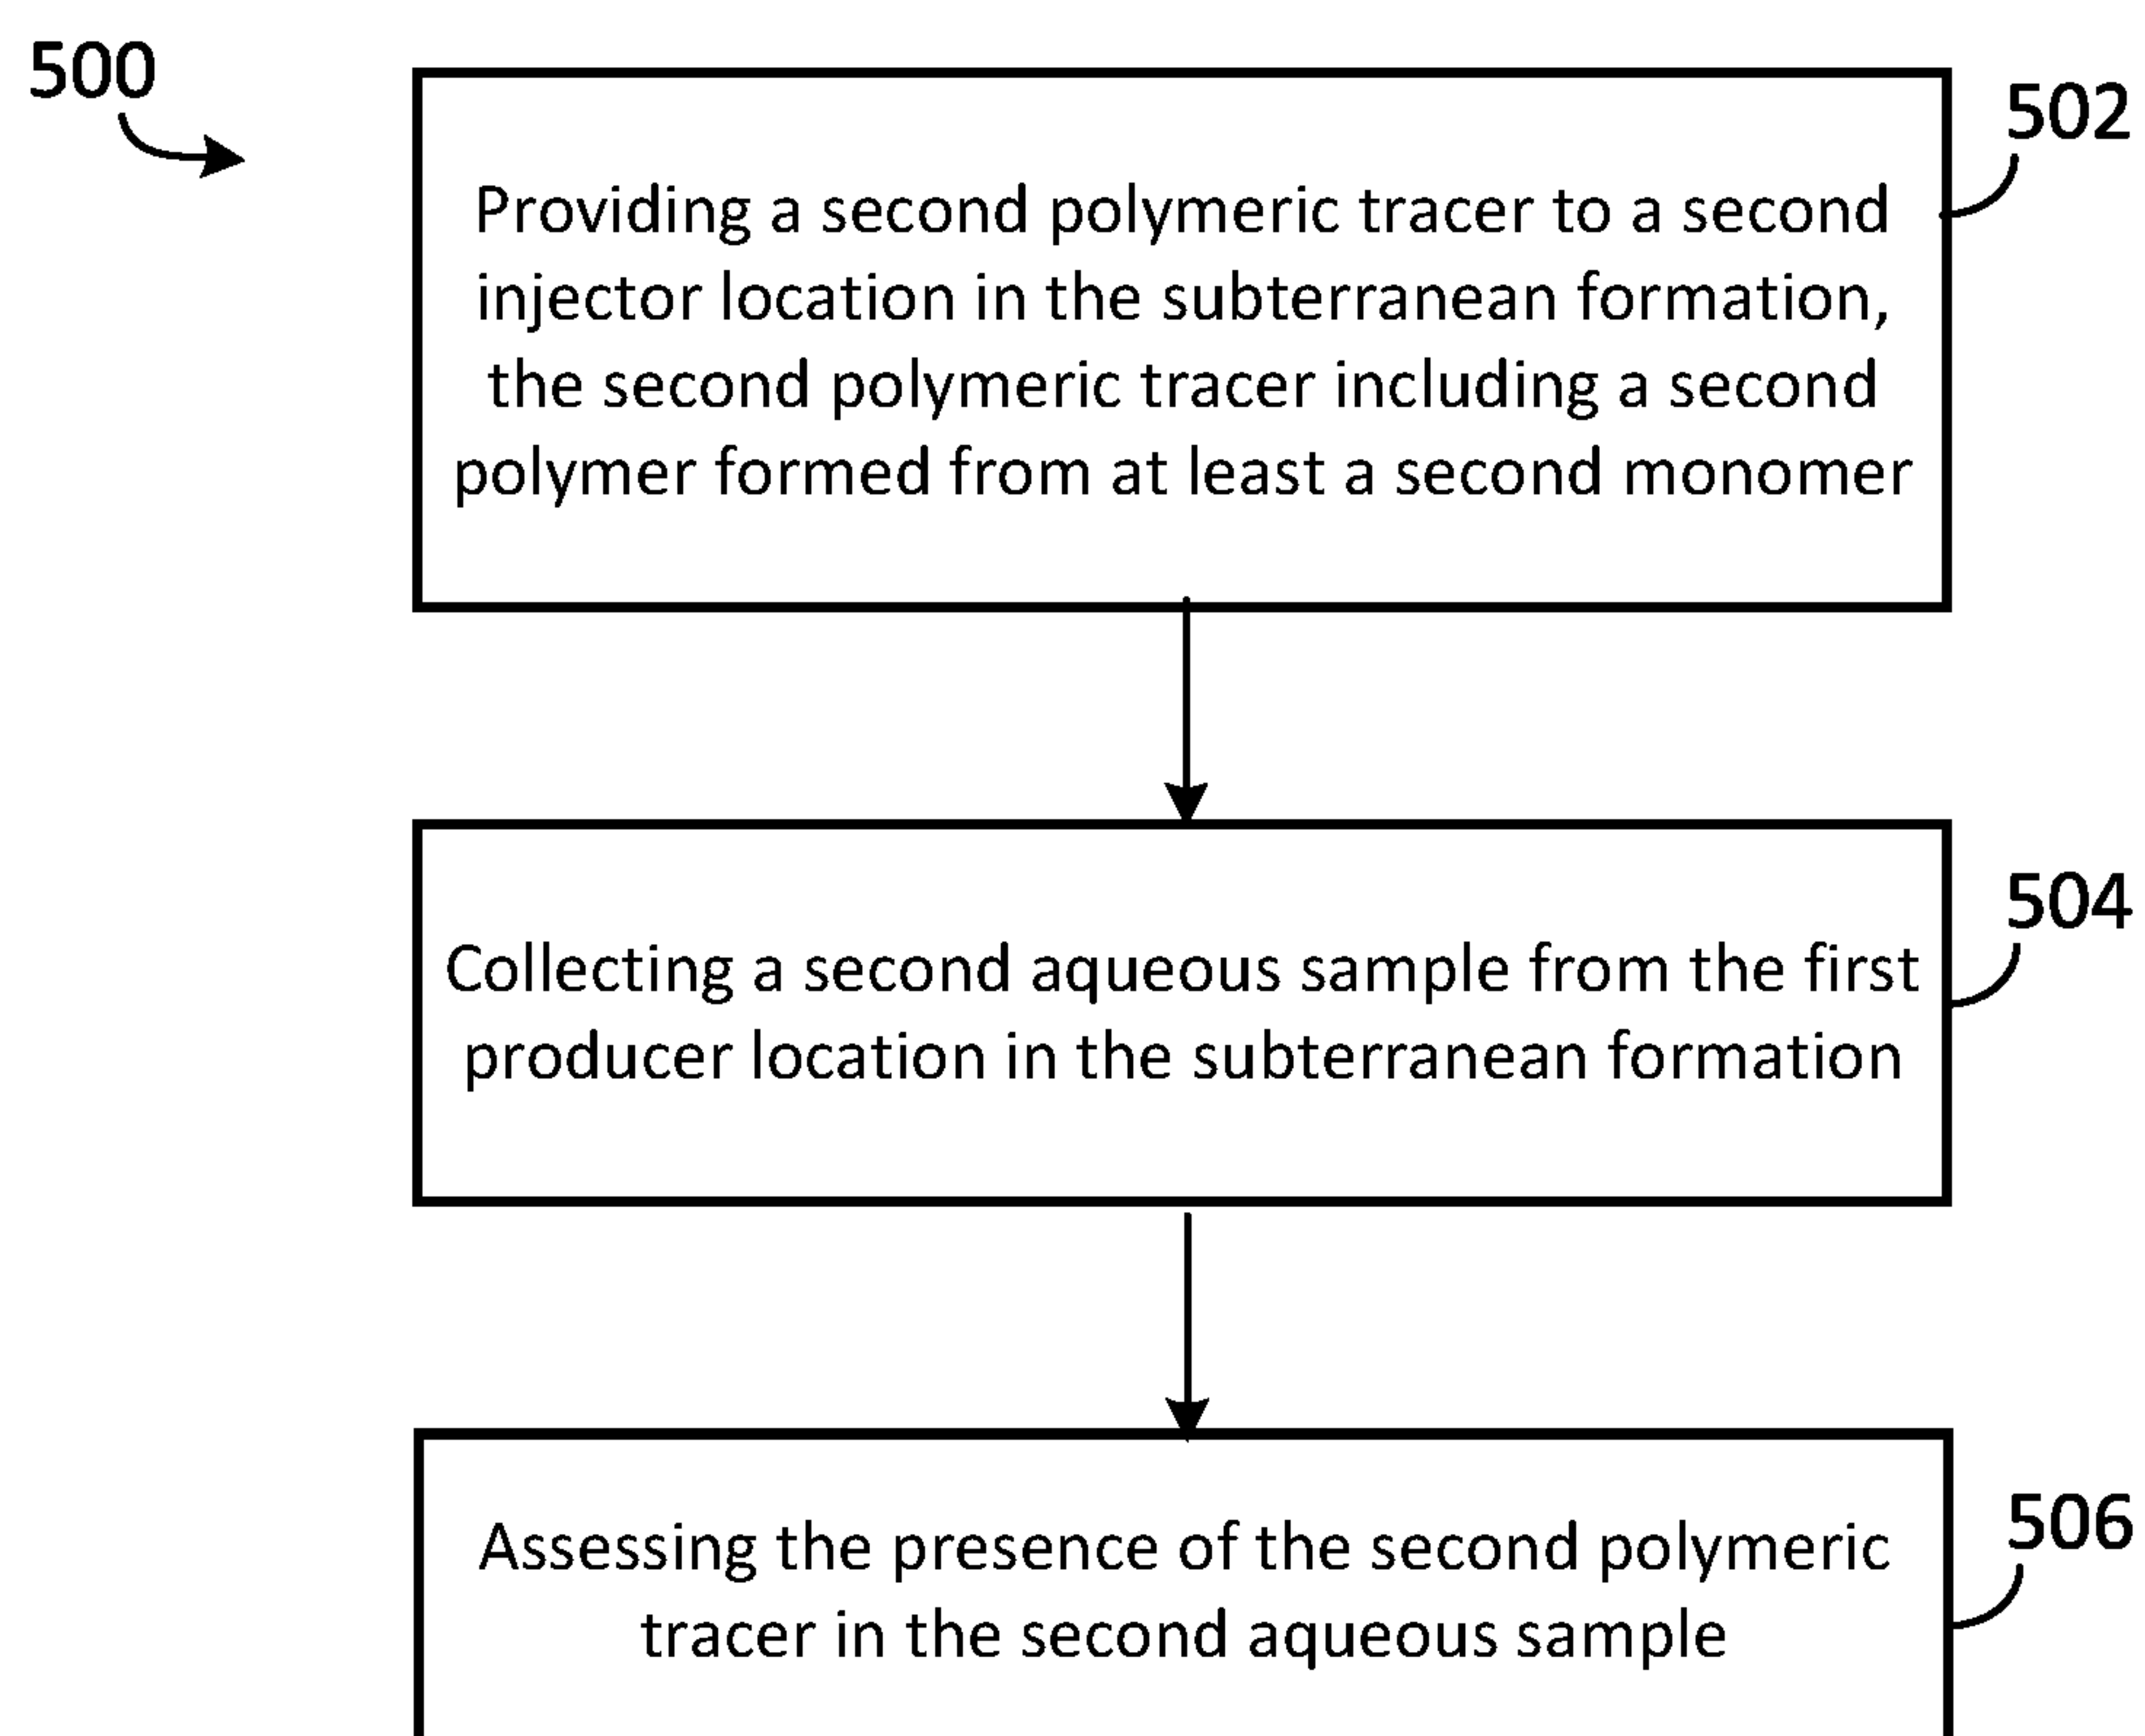 500
502
Providing a second polymeric tracer to a second
injector location in the subterranean formation,
the second polymeric tracer including a second
polymer formed from at least a second monomer
504
Collecting a second aqueous sample from the first
producer location in the subterranean formation
506
Assessing the presence of the second polymeric
tracer in the second aqueous sample